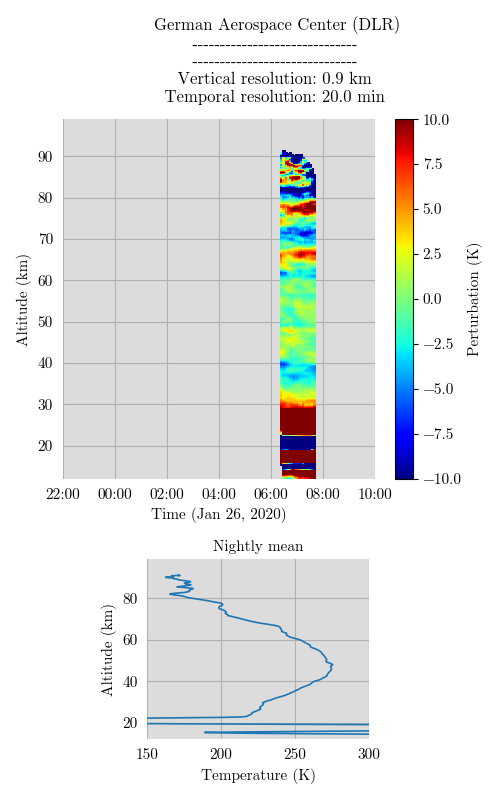 German Aerospace Center (DLR)
------------------------------
------------------------------
Vertical resolution: 0.9 km
Temporal resolution: 20.0 min
90
80
70
60
50
40
30
20
Altitude (km)
22:00 00:00 02:00 04:00 06:00 08:00 10:00
Time (Jan 26, 2020)
10.0
7.5
5.0
2.5
0.0
−2.5
−5.0
−7.5
−10.0
Perturbation (K)
Nightly mean
80
60
40
20
Altitude (km)
150 200 250 300
Temperature (K)